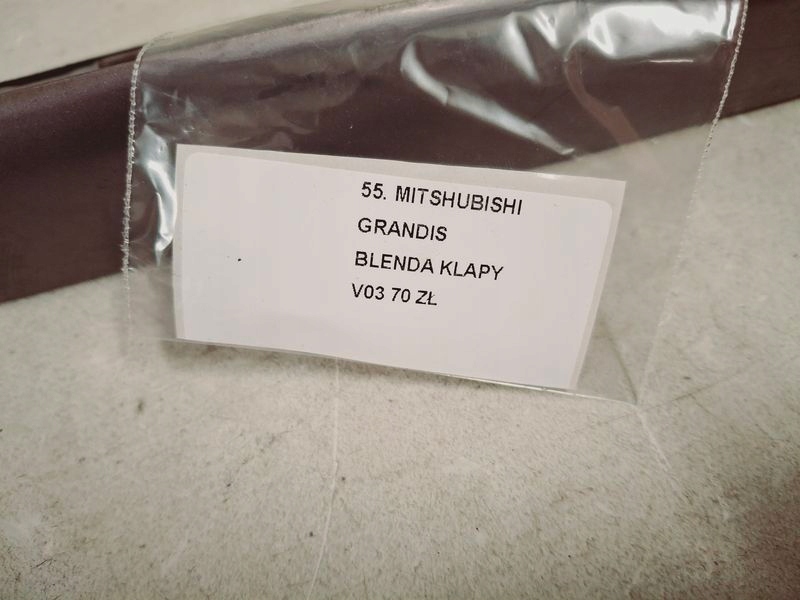 55. MITSHUBISHI
GRANDIS
BLENDA KLAPY
V03 70 ZŁ